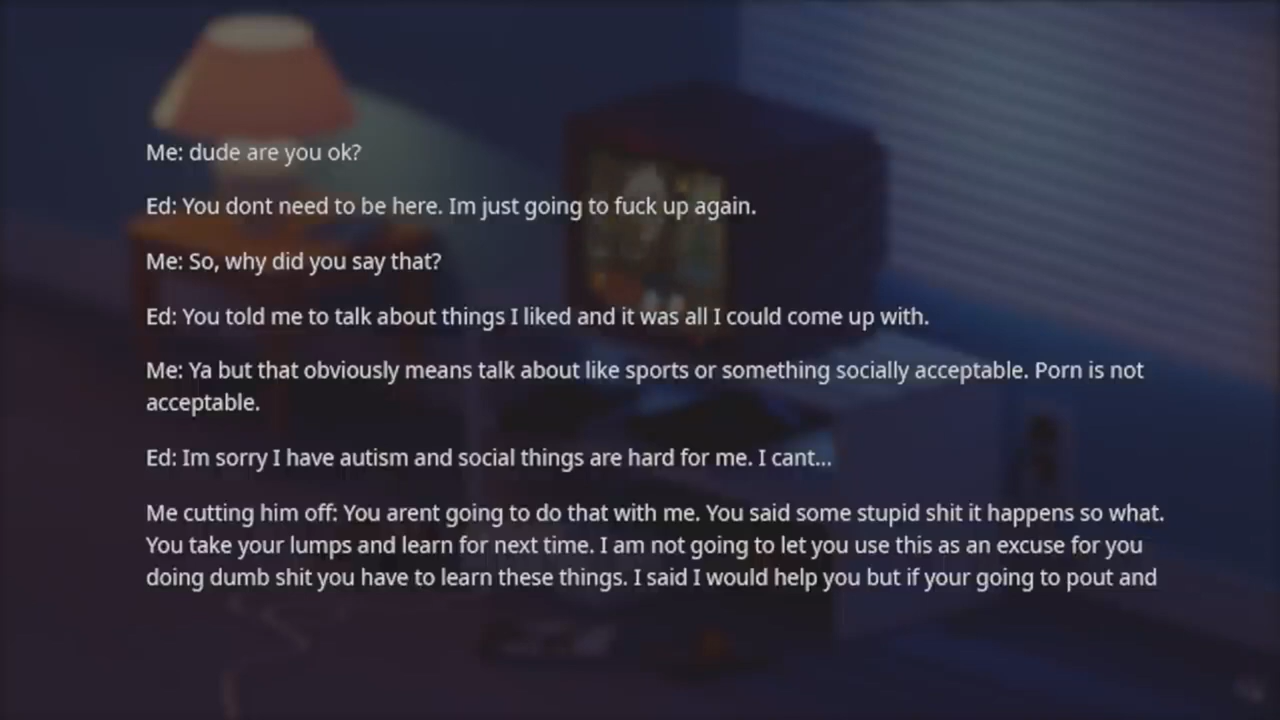 Me: dude are you ok?
Ed: You dont need to be here. Im just going to fuck up again.
Me: So, why did you say that?
Ed: You told me to talk about things I liked and it was all I could come up with.
Me: Ya but that obviously means talk about like sports or something socially acceptable. Porn is not
acceptable.
Ed: Im sorry I have autism and social things are hard for me. I cant...
Me cutting him off: You arent going to do that with me. You said some stupid shit it happens so what.
You take your lumps and learn for next time. I am not going to let you use this as an excuse for you
doing dumb shit you have to learn these things. I said I would help you but if your going to pout and